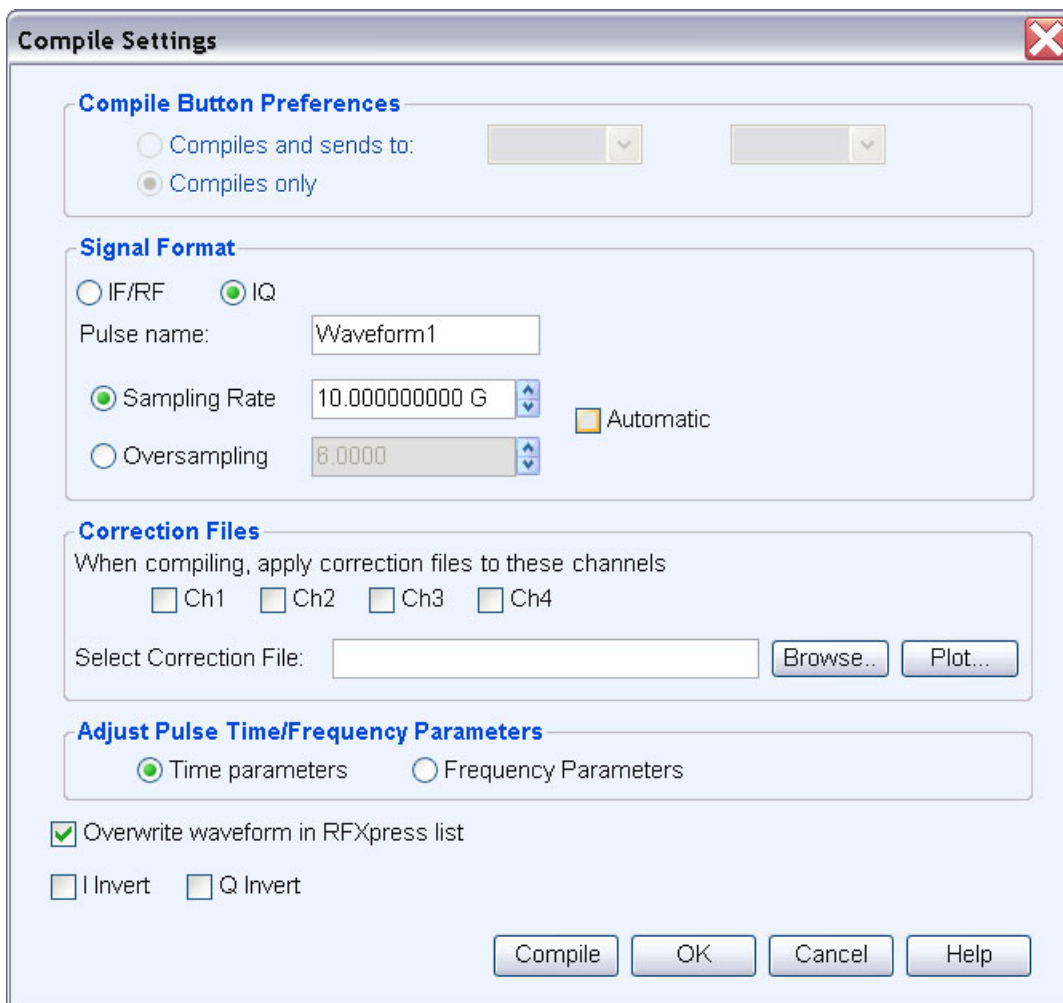 Compile Settings
Compile Button Preferences
Compiles and sends to:
Compiles only
Signal Format
IF/RF IQ
Pulse name: Waveform1
Sampling Rate 10.000000000 G
Automatic
Oversampling 6.0000
Correction Files
When compiling, apply correction files to these channels
Ch1 Ch2 Ch3 Ch4
Select Correction File: Browse.. Plot...
Adjust Pulse Time/Frequency Parameters
Time parameters Frequency Parameters
Overwrite waveform in RFXpress list
I Invert Q Invert
Compile OK Cancel Help